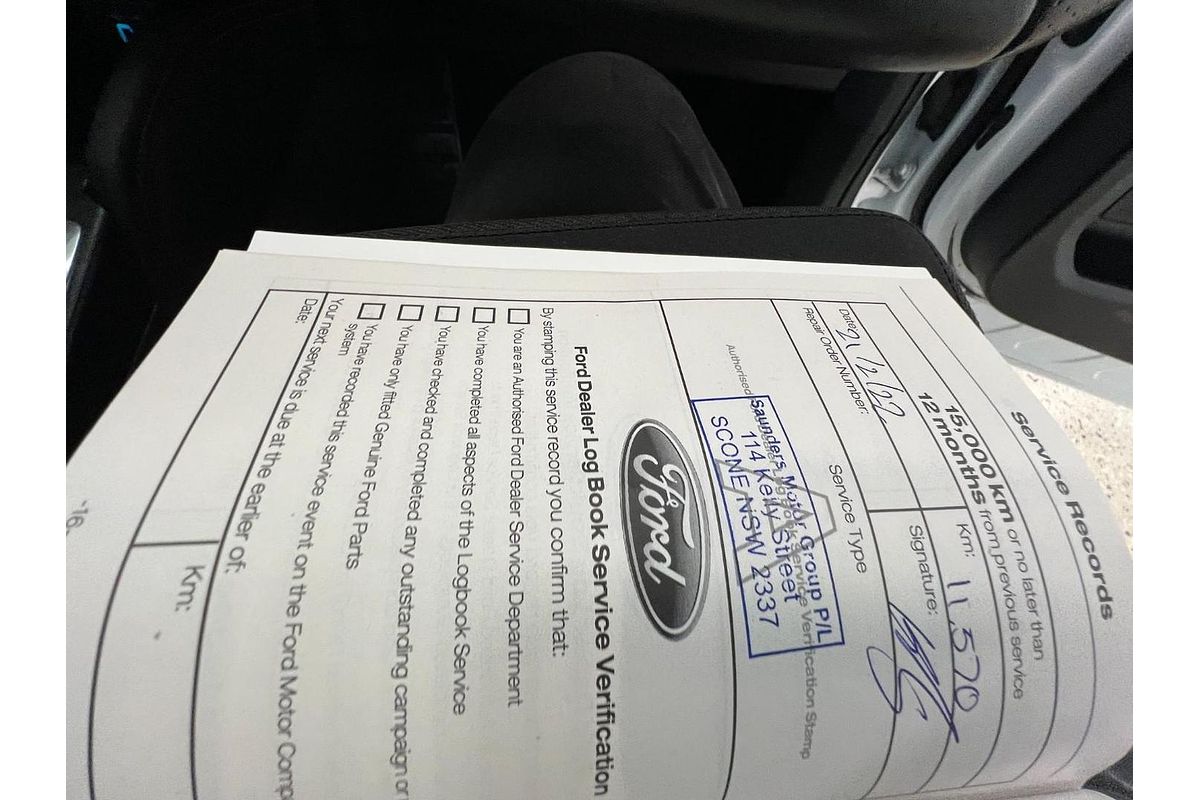 Service Records
15,000 km or no later than
12 months from previous service
Date: 21/2/22
Km: 11,570
Repair Order Number:
Signature:
Service Type
Authorised
Verification Stamp
Saunders Motor Group P/L
114 Kelly Street
SCONE NSW 2337
Ford
Ford Dealer Log Book Service Verification
By stamping this service record you confirm that:
You are an Authorised Ford Dealer Service Department
You have completed all aspects of the Logbook Service
You have checked and completed any outstanding campaign or
You have only fitted Genuine Ford Parts
You have recorded this service event on the Ford Motor Comp
system
Your next service is due at the earlier of:
Date:
Km: